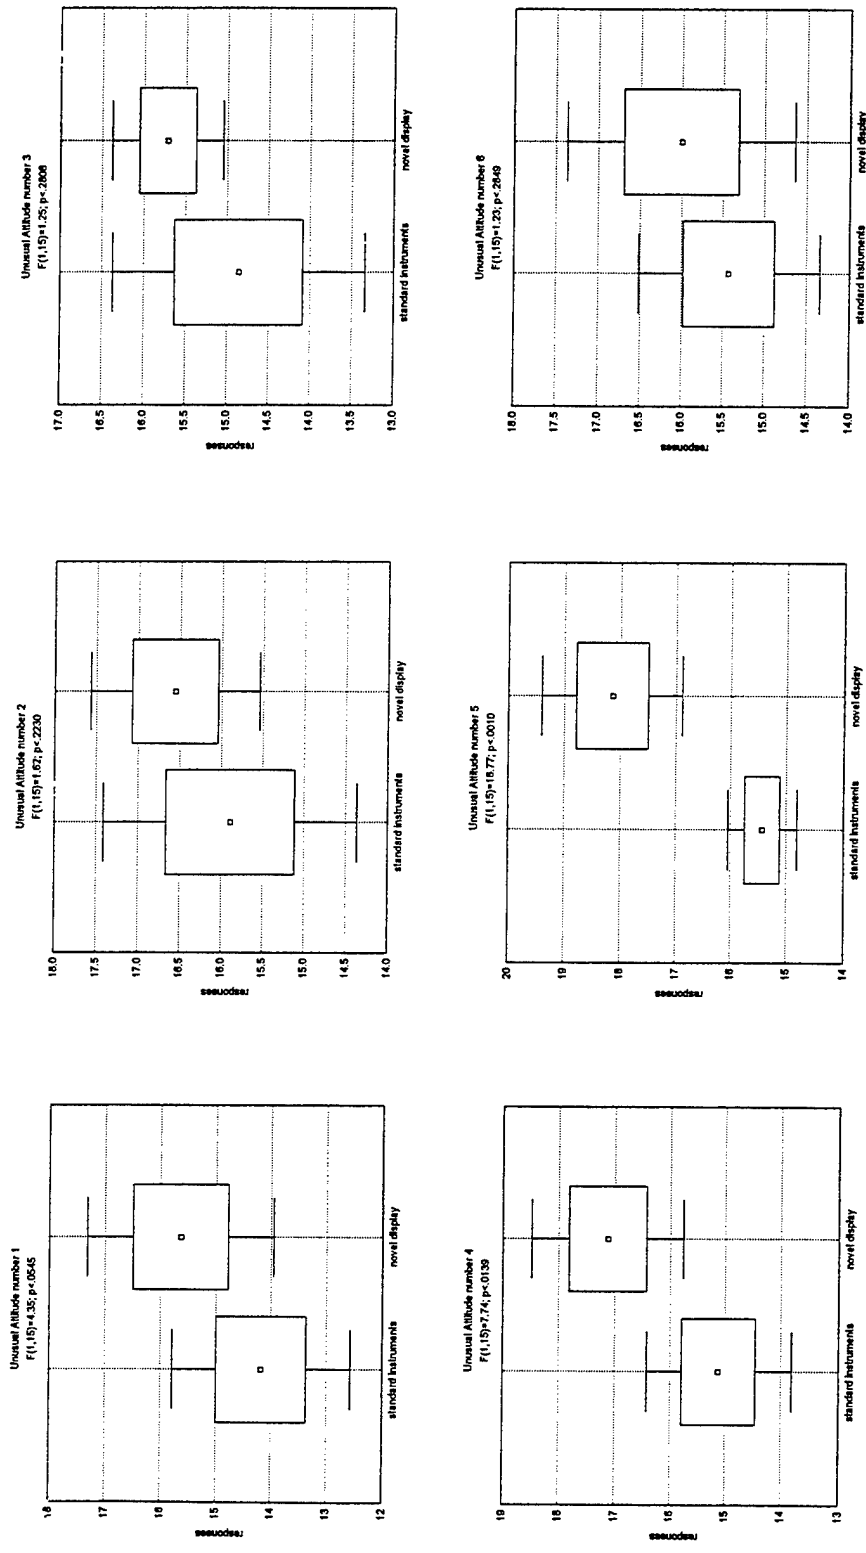 Unusual Attitude number 1
F(1,15)=4.35; p<.0545
18
17
16
15
14
13
12
responses
standard instruments
novel display
Unusual Attitude number 2
F(1,15)=1.62; p<.2230
18.0
17.5
17.0
16.5
16.0
15.5
15.0
14.5
14.0
responses
standard instruments
novel display
Unusual Attitude number 3
F(1,15)=1.25; p<.2808
17.0
16.5
16.0
15.5
15.0
14.5
14.0
13.5
13.0
responses
standard instruments
novel display
Unusual Attitude number 4
F(1,15)=7.74; p<.0139
19
18
17
16
15
14
13
responses
standard instruments
novel display
Unusual Attitude number 5
F(1,15)=16.77; p<.0010
20
19
18
17
16
15
14
responses
standard instruments
novel display
Unusual Attitude number 6
F(1,15)=1.23; p<.2849
18.0
17.5
17.0
16.5
16.0
15.5
15.0
14.5
14.0
responses
standard instruments
novel display